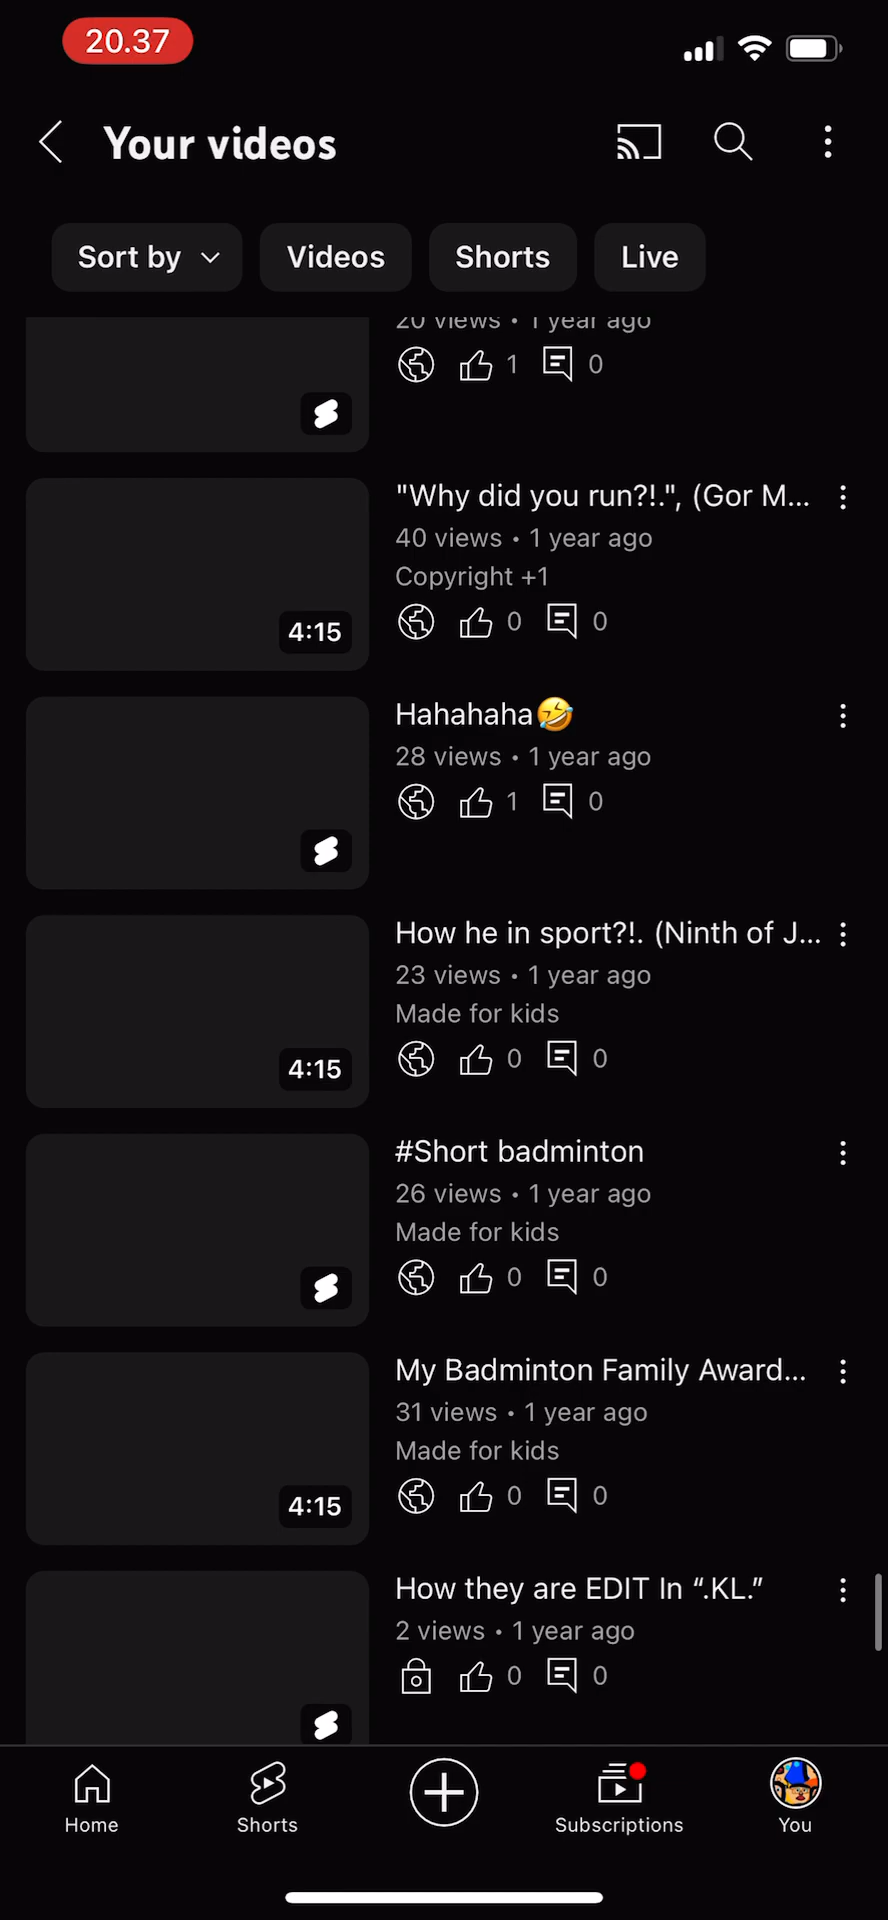 20.37
Your videos
Sort by
Videos
Shorts
Live
20 views • 1 year ago
1
0
"Why did you run?!.", (Gor M...
40 views • 1 year ago
Copyright +1
4:15
0
0
Hahahaha🤣
28 views • 1 year ago
1
0
How he in sport?!. (Ninth of J...
23 views • 1 year ago
Made for kids
4:15
0
0
#Short badminton
26 views • 1 year ago
Made for kids
0
0
My Badminton Family Award...
31 views • 1 year ago
Made for kids
4:15
0
0
How they are EDIT In “.KL.”
2 views • 1 year ago
0
0
Home
Shorts
Subscriptions
You